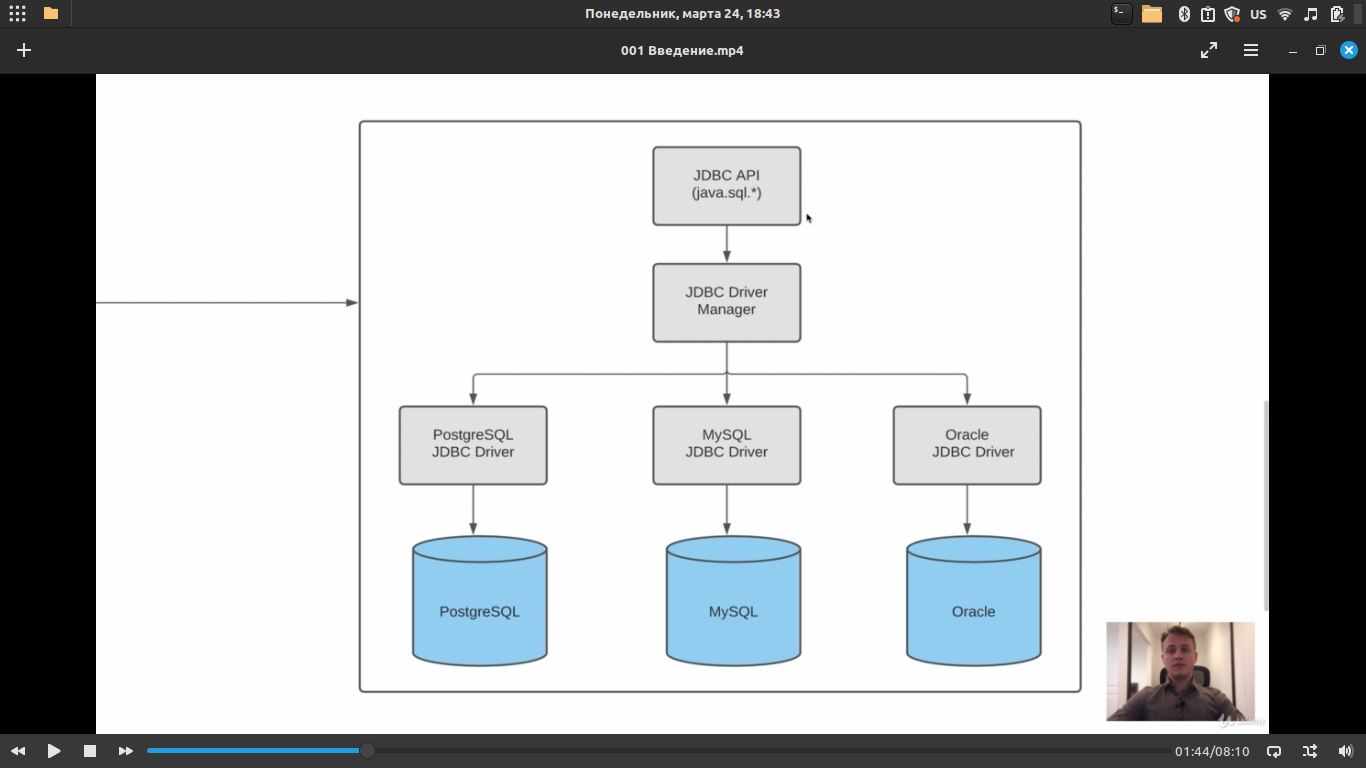 Понедельник, марта 24, 18:43
US
001 Введение.mp4
JDBC API
(java.sql.*)
JDBC Driver
Manager
PostgreSQL
JDBC Driver
MySQL
JDBC Driver
Oracle
JDBC Driver
PostgreSQL
MySQL
Oracle
Udemy
01:44/08:10